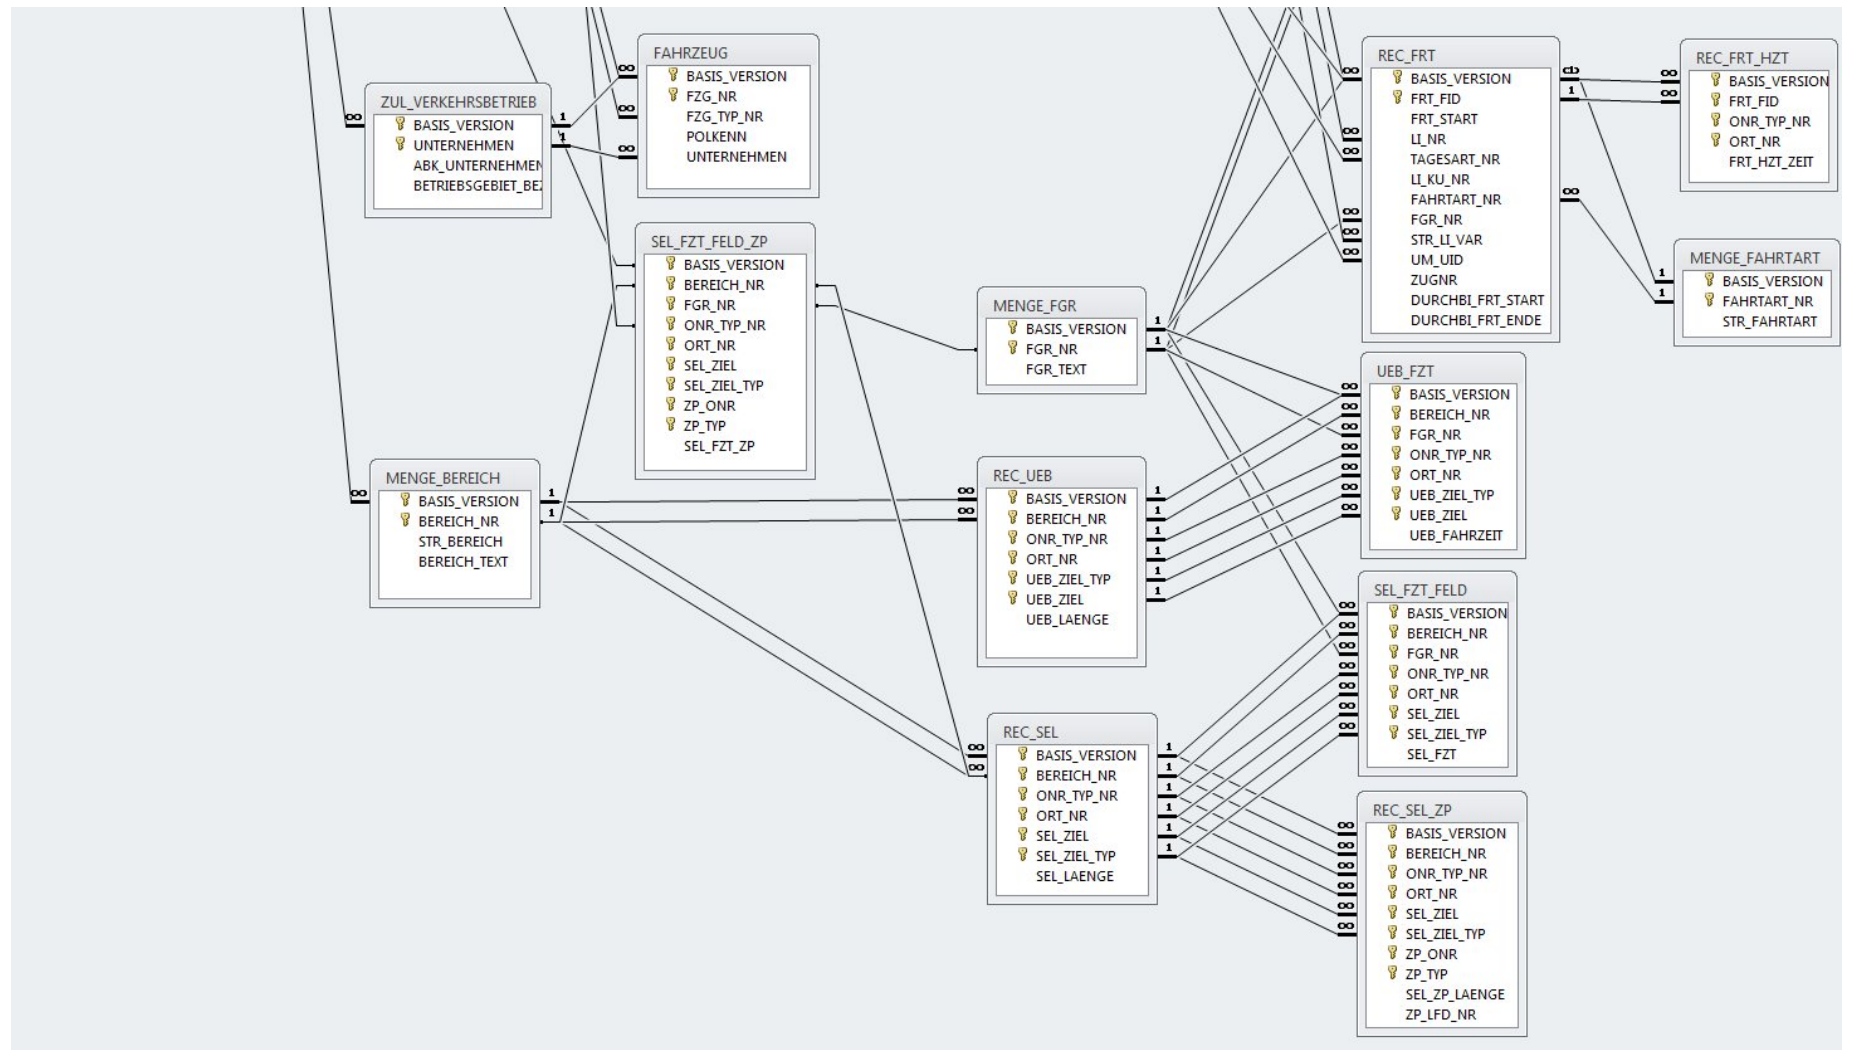 FAHRZEUG
BASIS_VERSION
FZG_NR
FZG_TYP_NR
POLKENN
UNTERNEHMEN
ZUL_VERKEHRSBETRIEB
BASIS_VERSION
UNTERNEHMEN
ABK_UNTERNEHMEN
BETRIEBSGEBIET_BEZ
SEL_FZT_FELD_ZP
BASIS_VERSION
BEREICH_NR
FGR_NR
ONR_TYP_NR
ORT_NR
SEL_ZIEL
SEL_ZIEL_TYP
ZP_ONR
ZP_TYP
SEL_FZT_ZP
MENGE_BEREICH
BASIS_VERSION
BEREICH_NR
STR_BEREICH
BEREICH_TEXT
MENGE_FGR
BASIS_VERSION
FGR_NR
FGR_TEXT
REC_UEB
BASIS_VERSION
BEREICH_NR
ONR_TYP_NR
ORT_NR
UEB_ZIEL_TYP
UEB_ZIEL
UEB_LAENGE
REC_SEL
BASIS_VERSION
BEREICH_NR
ONR_TYP_NR
ORT_NR
SEL_ZIEL
SEL_ZIEL_TYP
SEL_LAENGE
REC_FRT
BASIS_VERSION
FRT_FID
FRT_START
LI_NR
TAGESART_NR
LI_KU_NR
FAHRTART_NR
FGR_NR
STR_LI_VAR
UM_UID
ZUGNR
DURCHBI_FRT_START
DURCHBI_FRT_ENDE
REC_FRT_HZT
BASIS_VERSION
FRT_FID
ONR_TYP_NR
ORT_NR
FRT_HZT_ZEIT
MENGE_FAHRTART
BASIS_VERSION
FAHRTART_NR
STR_FAHRTART
UEB_FZT
BASIS_VERSION
BEREICH_NR
FGR_NR
ONR_TYP_NR
ORT_NR
UEB_ZIEL_TYP
UEB_ZIEL
UEB_FAHRZEIT
SEL_FZT_FELD
BASIS_VERSION
BEREICH_NR
FGR_NR
ONR_TYP_NR
ORT_NR
SEL_ZIEL
SEL_ZIEL_TYP
SEL_FZT
REC_SEL_ZP
BASIS_VERSION
BEREICH_NR
ONR_TYP_NR
ORT_NR
SEL_ZIEL
SEL_ZIEL_TYP
ZP_ONR
ZP_TYP
SEL_ZP_LAENGE
ZP_LFD_NR